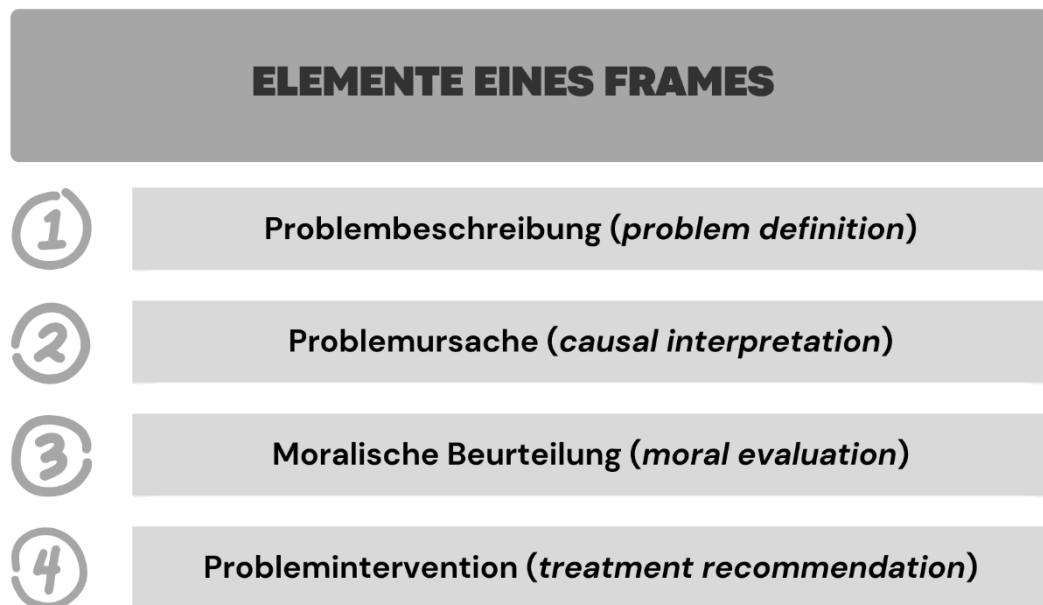 ELEMENTE EINES FRAMES
1
Problembeschreibung (problem definition)
2
Problemursache (causal interpretation)
3
Moralische Beurteilung (moral evaluation)
4
Problemintervention (treatment recommendation)